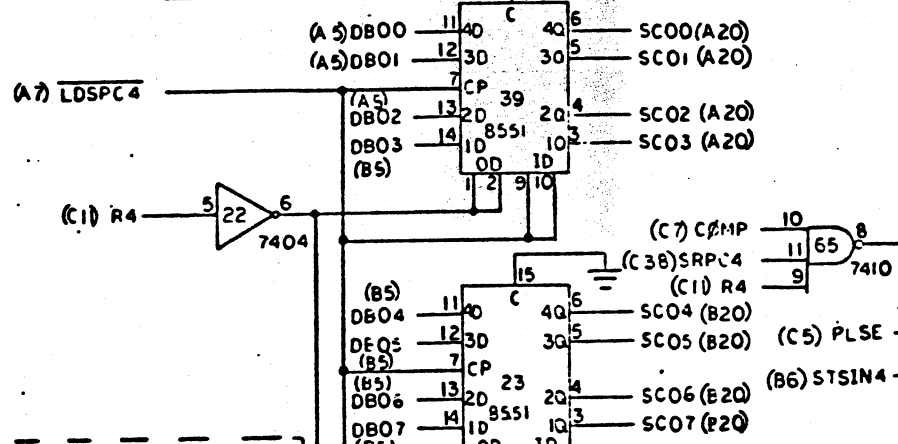 C
(A5) DB00 11 4D 4Q 6 SC00 (A20)
(A5) DB01 12 3D 3Q 5 SC01 (A20)
(A7) LDSPC4 7 CP
(A5)
DB02 13 2D 39 2Q 4 SC02 (A20)
8551
DB03 14 1D 1Q 3 SC03 (A20)
(B5)
OD ID
1 2 9 10
(C1) R4 5 22 6
7404
(C7) CØMP 10
(C38) SRPC4 11 65 8
(C11) R4 9 7410
15
C
(B5)
DB04 11 4D 4Q 6 SC04 (B20)
DB05 12 3D 3Q 5 SC05 (B20)
(C5) PLSE
(B5) 7 CP
(B6) STSIN4
(B5)
DB06 13 2D 23 2Q 4 SC06 (B20)
8551
DB07 14 1D 1Q 3 SC07 (B20)
(B5) OD ID